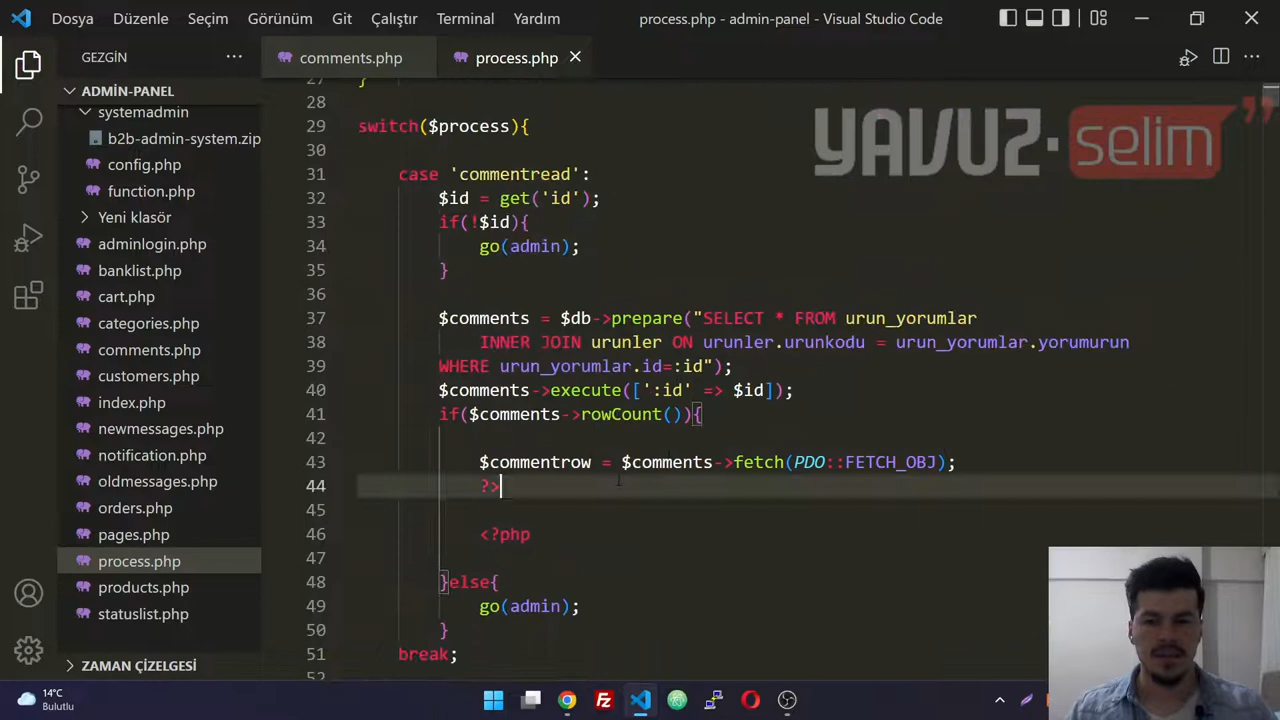 Dosya Düzenle Seçim Görünüm Git Çalıştır Terminal Yardım process.php - admin-panel - Visual Studio Code
GEZGİN ··· comments.php process.php
ADMİN-PANEL
systemadmin
b2b-admin-system.zip
config.php
function.php
Yeni klasör
adminlogin.php
banklist.php
cart.php
categories.php
comments.php
customers.php
index.php
newmessages.php
notification.php
oldmessages.php
orders.php
pages.php
process.php
products.php
statuslist.php
ZAMAN ÇİZELGESİ
27 }
28
29 switch($process){
30
31 case 'commentread':
32 $id = get('id');
33 if(!$id){
34 go(admin);
35 }
36
37 $comments = $db->prepare("SELECT * FROM urun_yorumlar
38 INNER JOIN urunler ON urunler.urunkodu = urun_yorumlar.yorumurun
39 WHERE urun_yorumlar.id=:id");
40 $comments->execute([':id' => $id]);
41 if($comments->rowCount()){
42
43 $commentrow = $comments->fetch(PDO::FETCH_OBJ);
44 ?>
45
46 <?php
47
48 }else{
49 go(admin);
50 }
51 break;
52
YAVUZ·selim”
14°C
Bulutlu